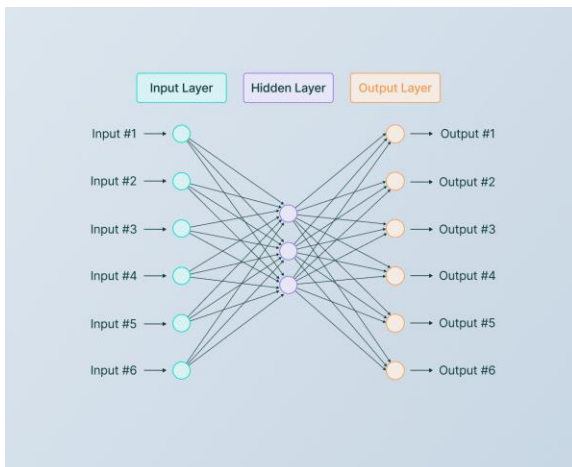 Input Layer
Hidden Layer
Output Layer
Input #1
Output #1
Input #2
Output #2
Input #3
Output #3
Input #4
Output #4
Input #5
Output #5
Input #6
Output #6